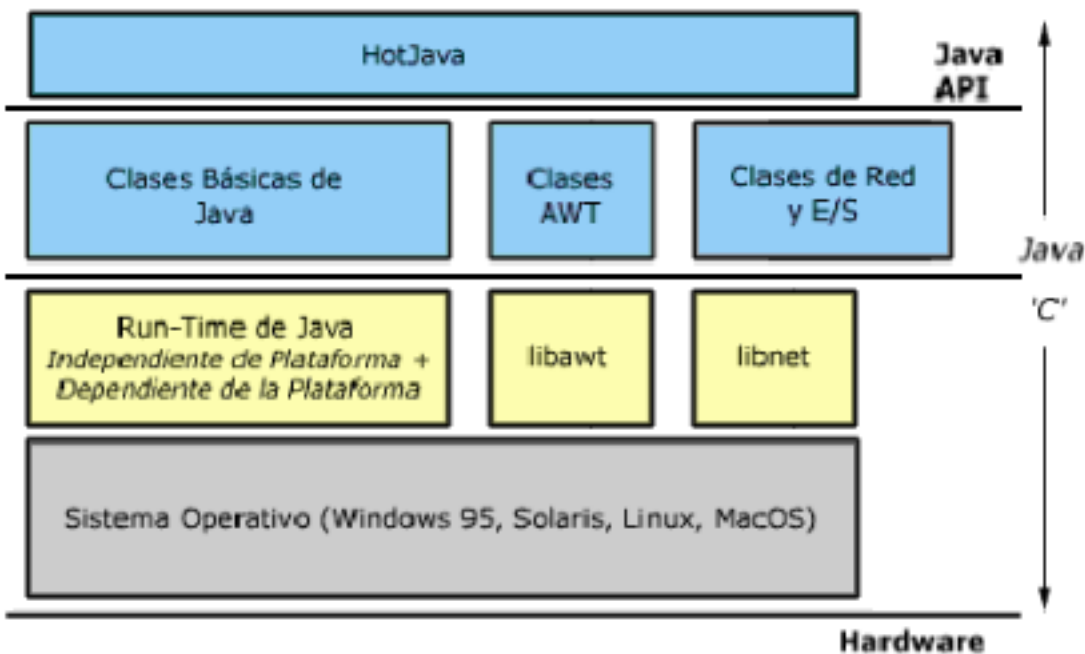 HotJava
Java
API
Clases Básicas de
Java
Clases
AWT
Clases de Red
y E/S
Java
'C'
Run-Time de Java
Independiente de Plataforma +
Dependiente de la Plataforma
libawt
libnet
Sistema Operativo (Windows 95, Solaris, Linux, MacOS)
Hardware